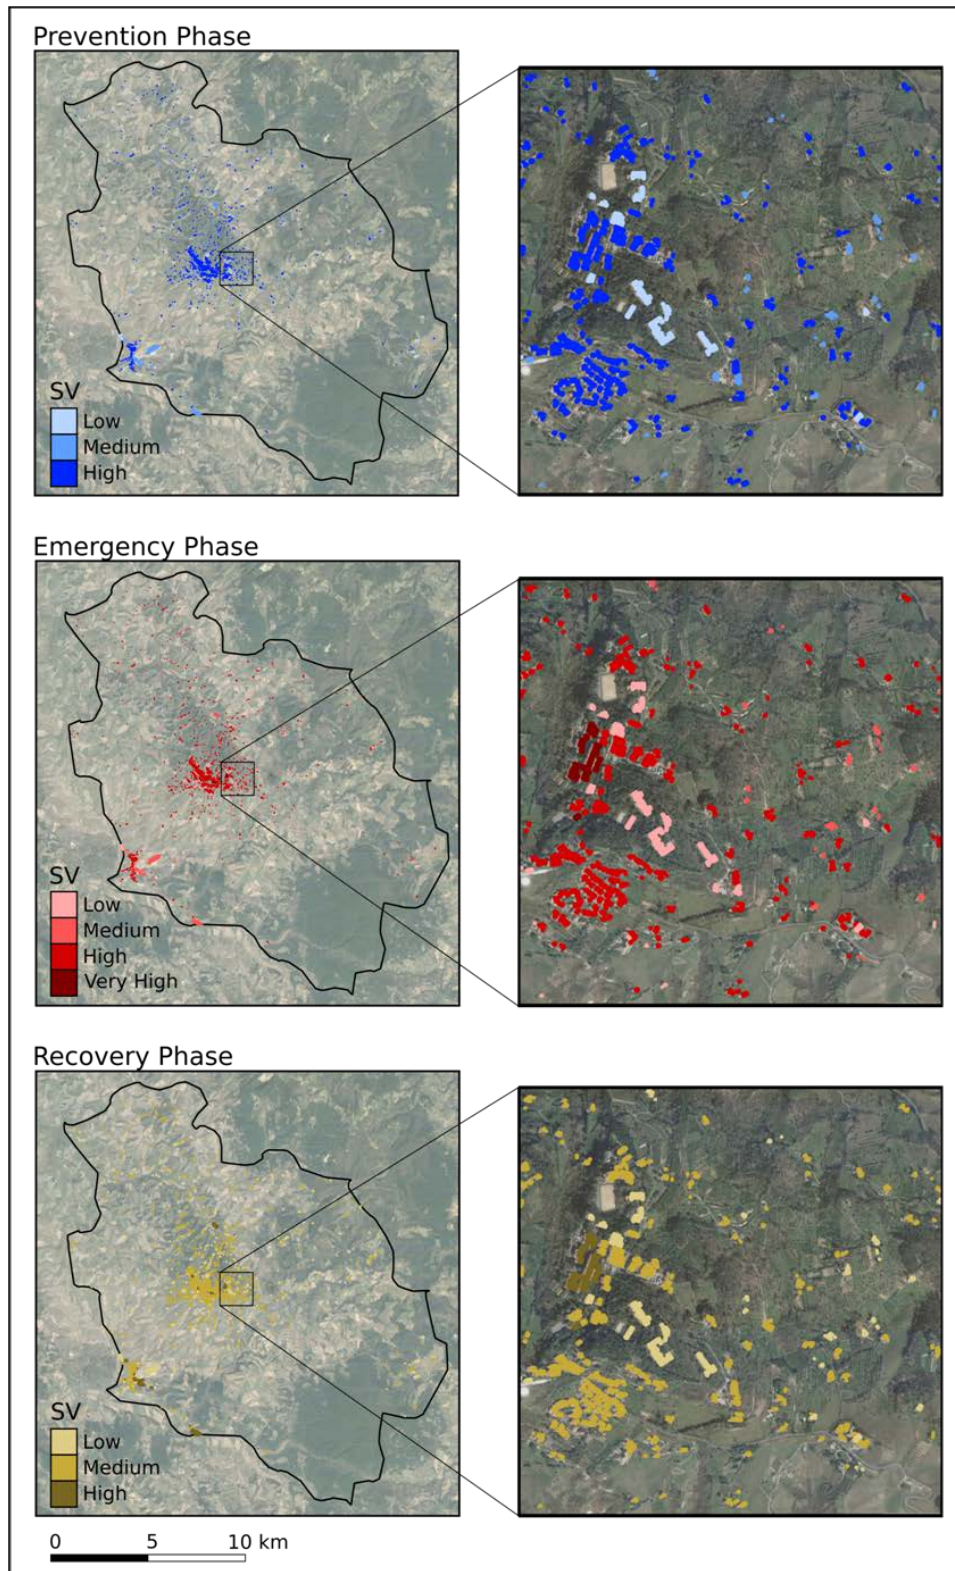 Prevention Phase
SV
Low
Medium
High
Emergency Phase
SV
Low
Medium
High
Very High
Recovery Phase
SV
Low
Medium
High
0 5 10 km